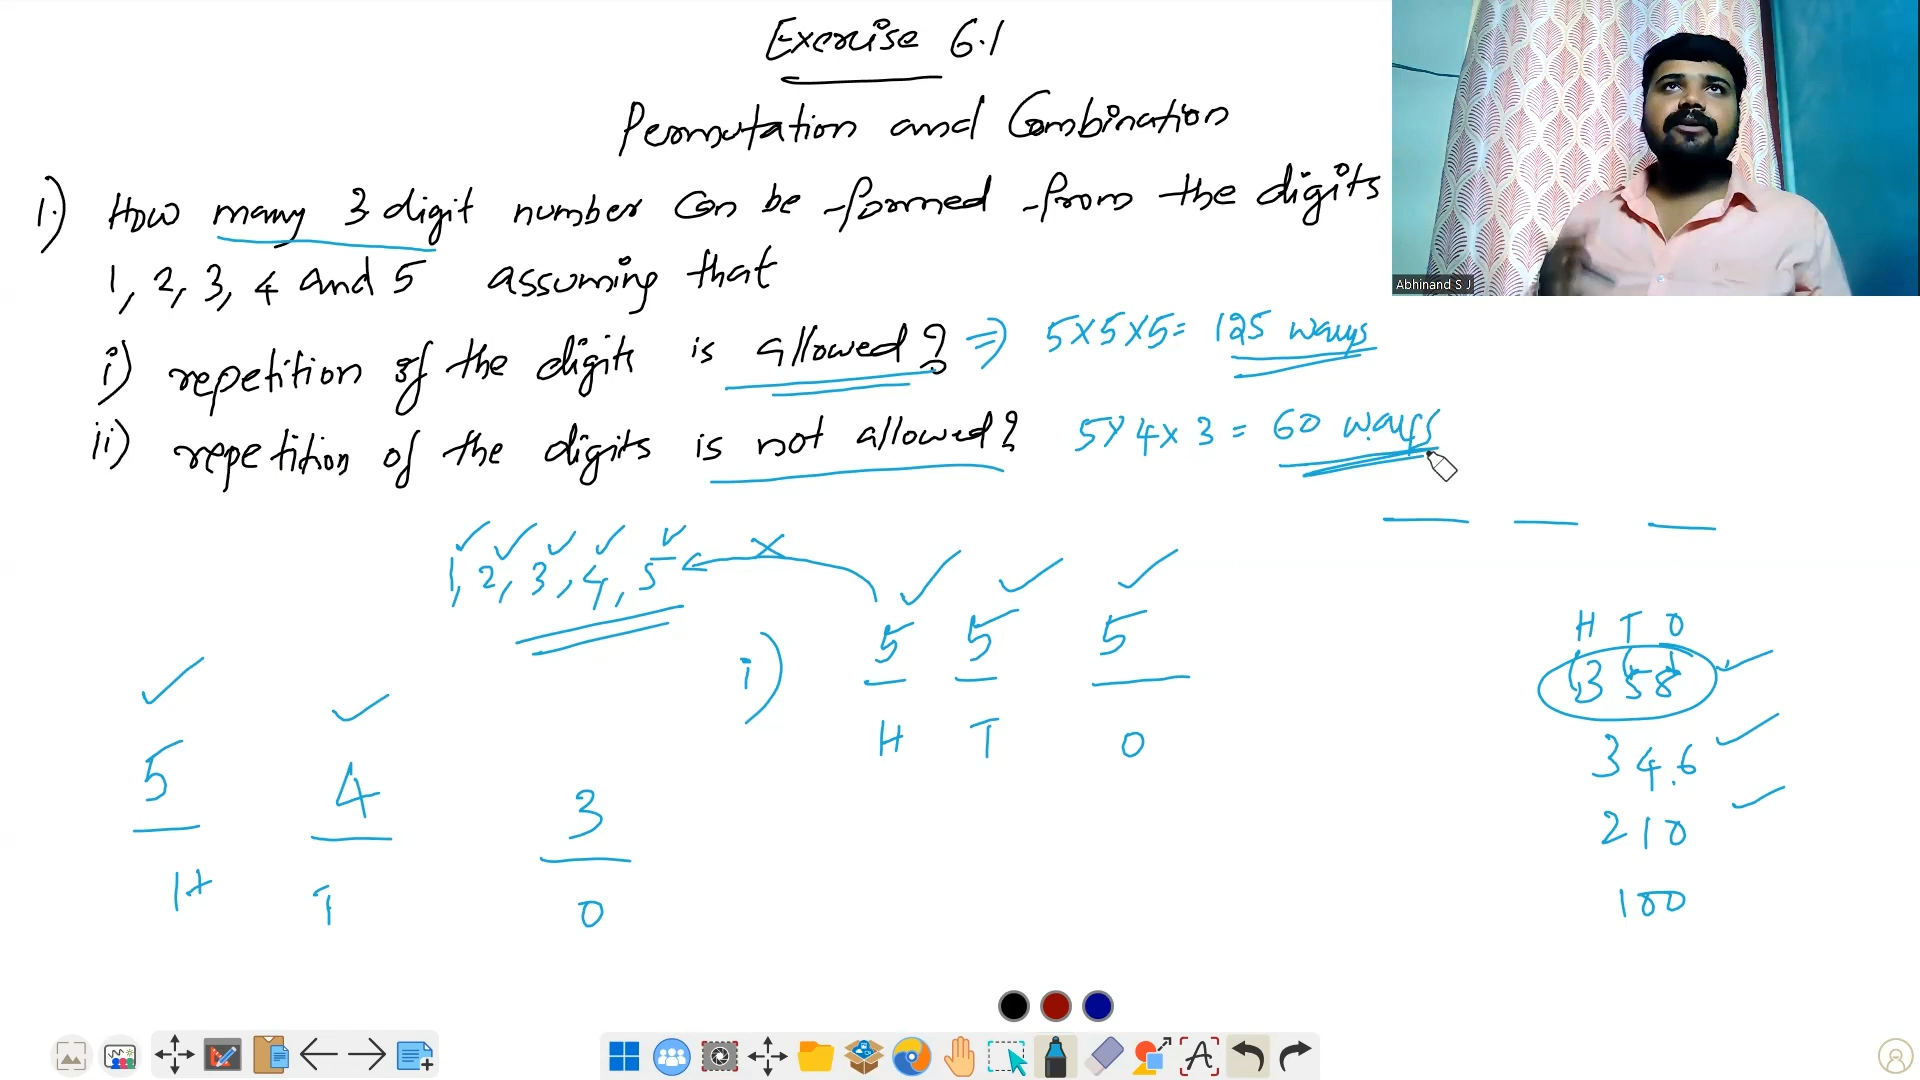 Exercise 6.1
Permutation and Combination
1.) How many 3 digit number can be formed from the digits
1, 2, 3, 4 and 5 assuming that
i) repetition of the digits is allowed? ⇒ 5×5×5= 125 ways
ii) repetition of the digits is not allowed? 5×4×3 = 60 ways
Abhinand S J
1, 2, 3, 4, 5
i) 5 5 5
H T O
5 4 3
H T O
H T O
358
346
210
100